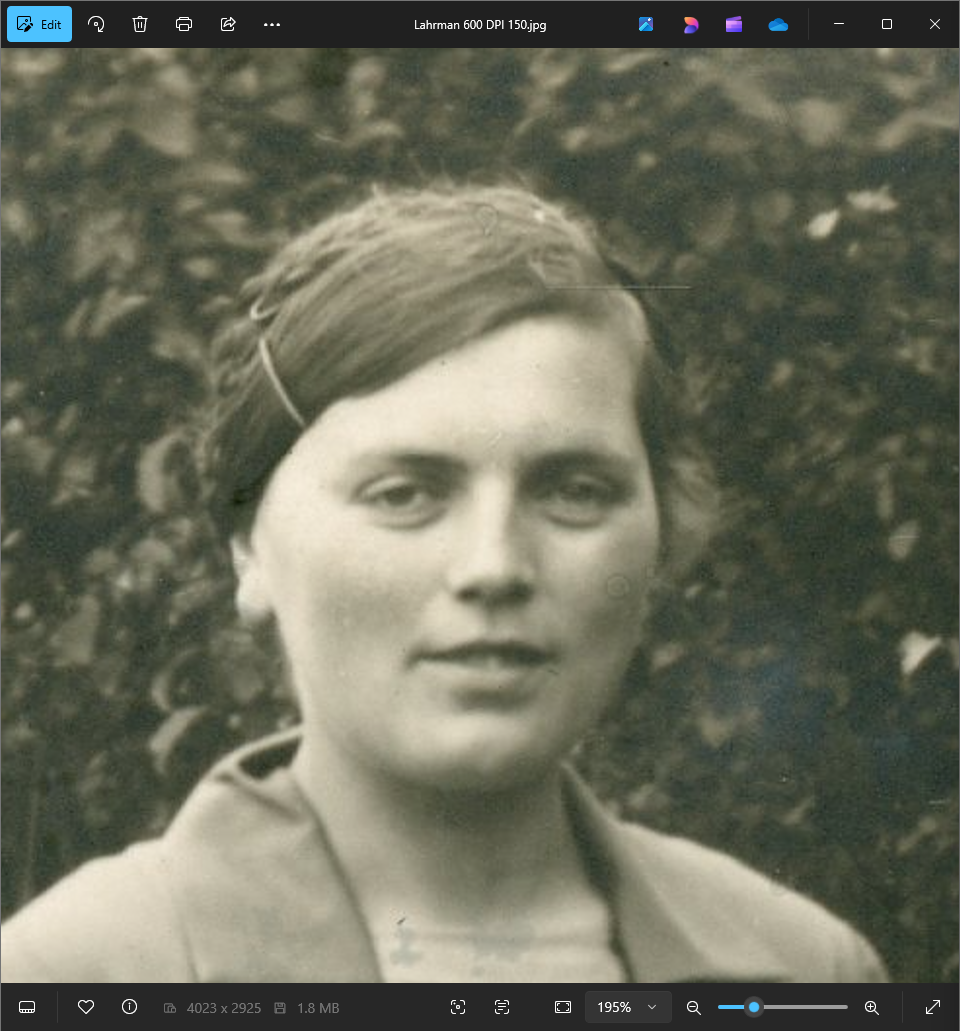 Edit
Lahrman 600 DPI 150.jpg
4023 x 2925
1.8 MB
195%